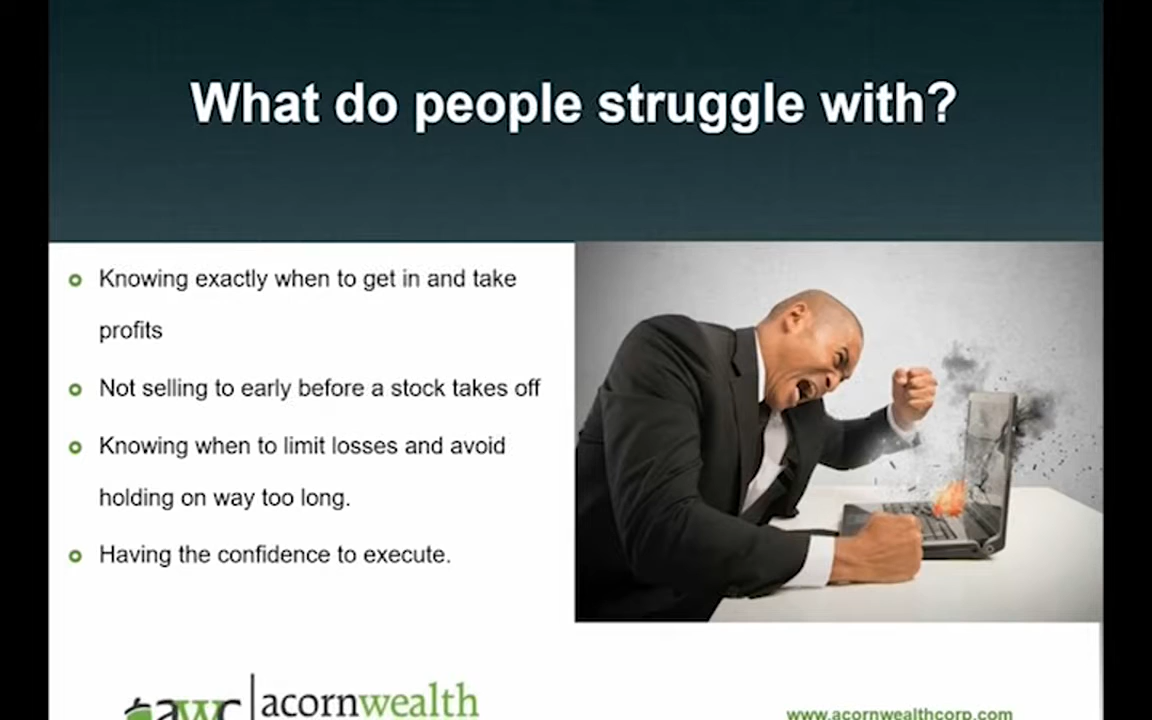 What do people struggle with?
Knowing exactly when to get in and take
profits
Not selling to early before a stock takes off
Knowing when to limit losses and avoid
holding on way too long.
Having the confidence to execute.
awc acornwealth
www.acornwealthcorp.com